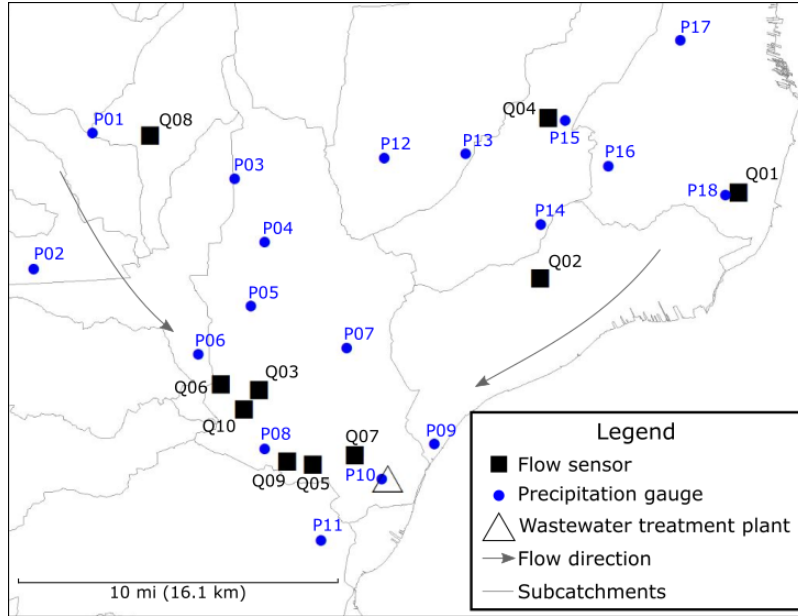 P17
P01
Q08
Q04
P15
P12
P13
P03
P16
P18
Q01
P14
P04
P02
Q02
P05
P07
P06
Q06
Q03
Q10
P08
Q07
P09
Q09
Q05
P10
P11
10 mi (16.1 km)
Legend
Flow sensor
Precipitation gauge
Wastewater treatment plant
Flow direction
Subcatchments